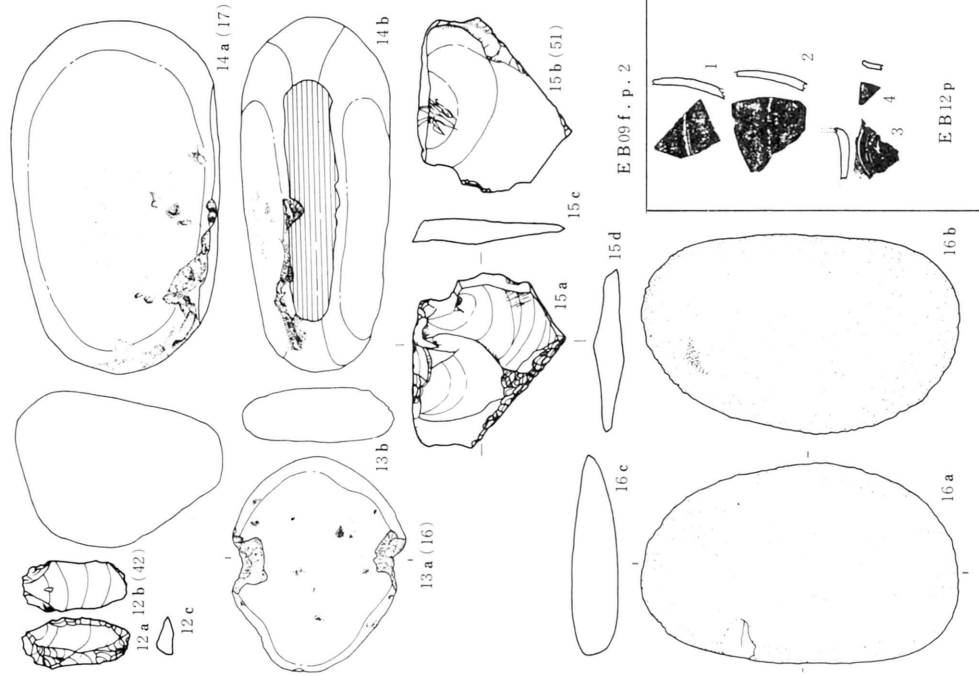 12a
12b(42)
12c
13a(16)
13b
14a(17)
14b
15a
15b(51)
15c
15d
16a
16b
16c
EB09f.p.2
1
2
3
4
EB12p